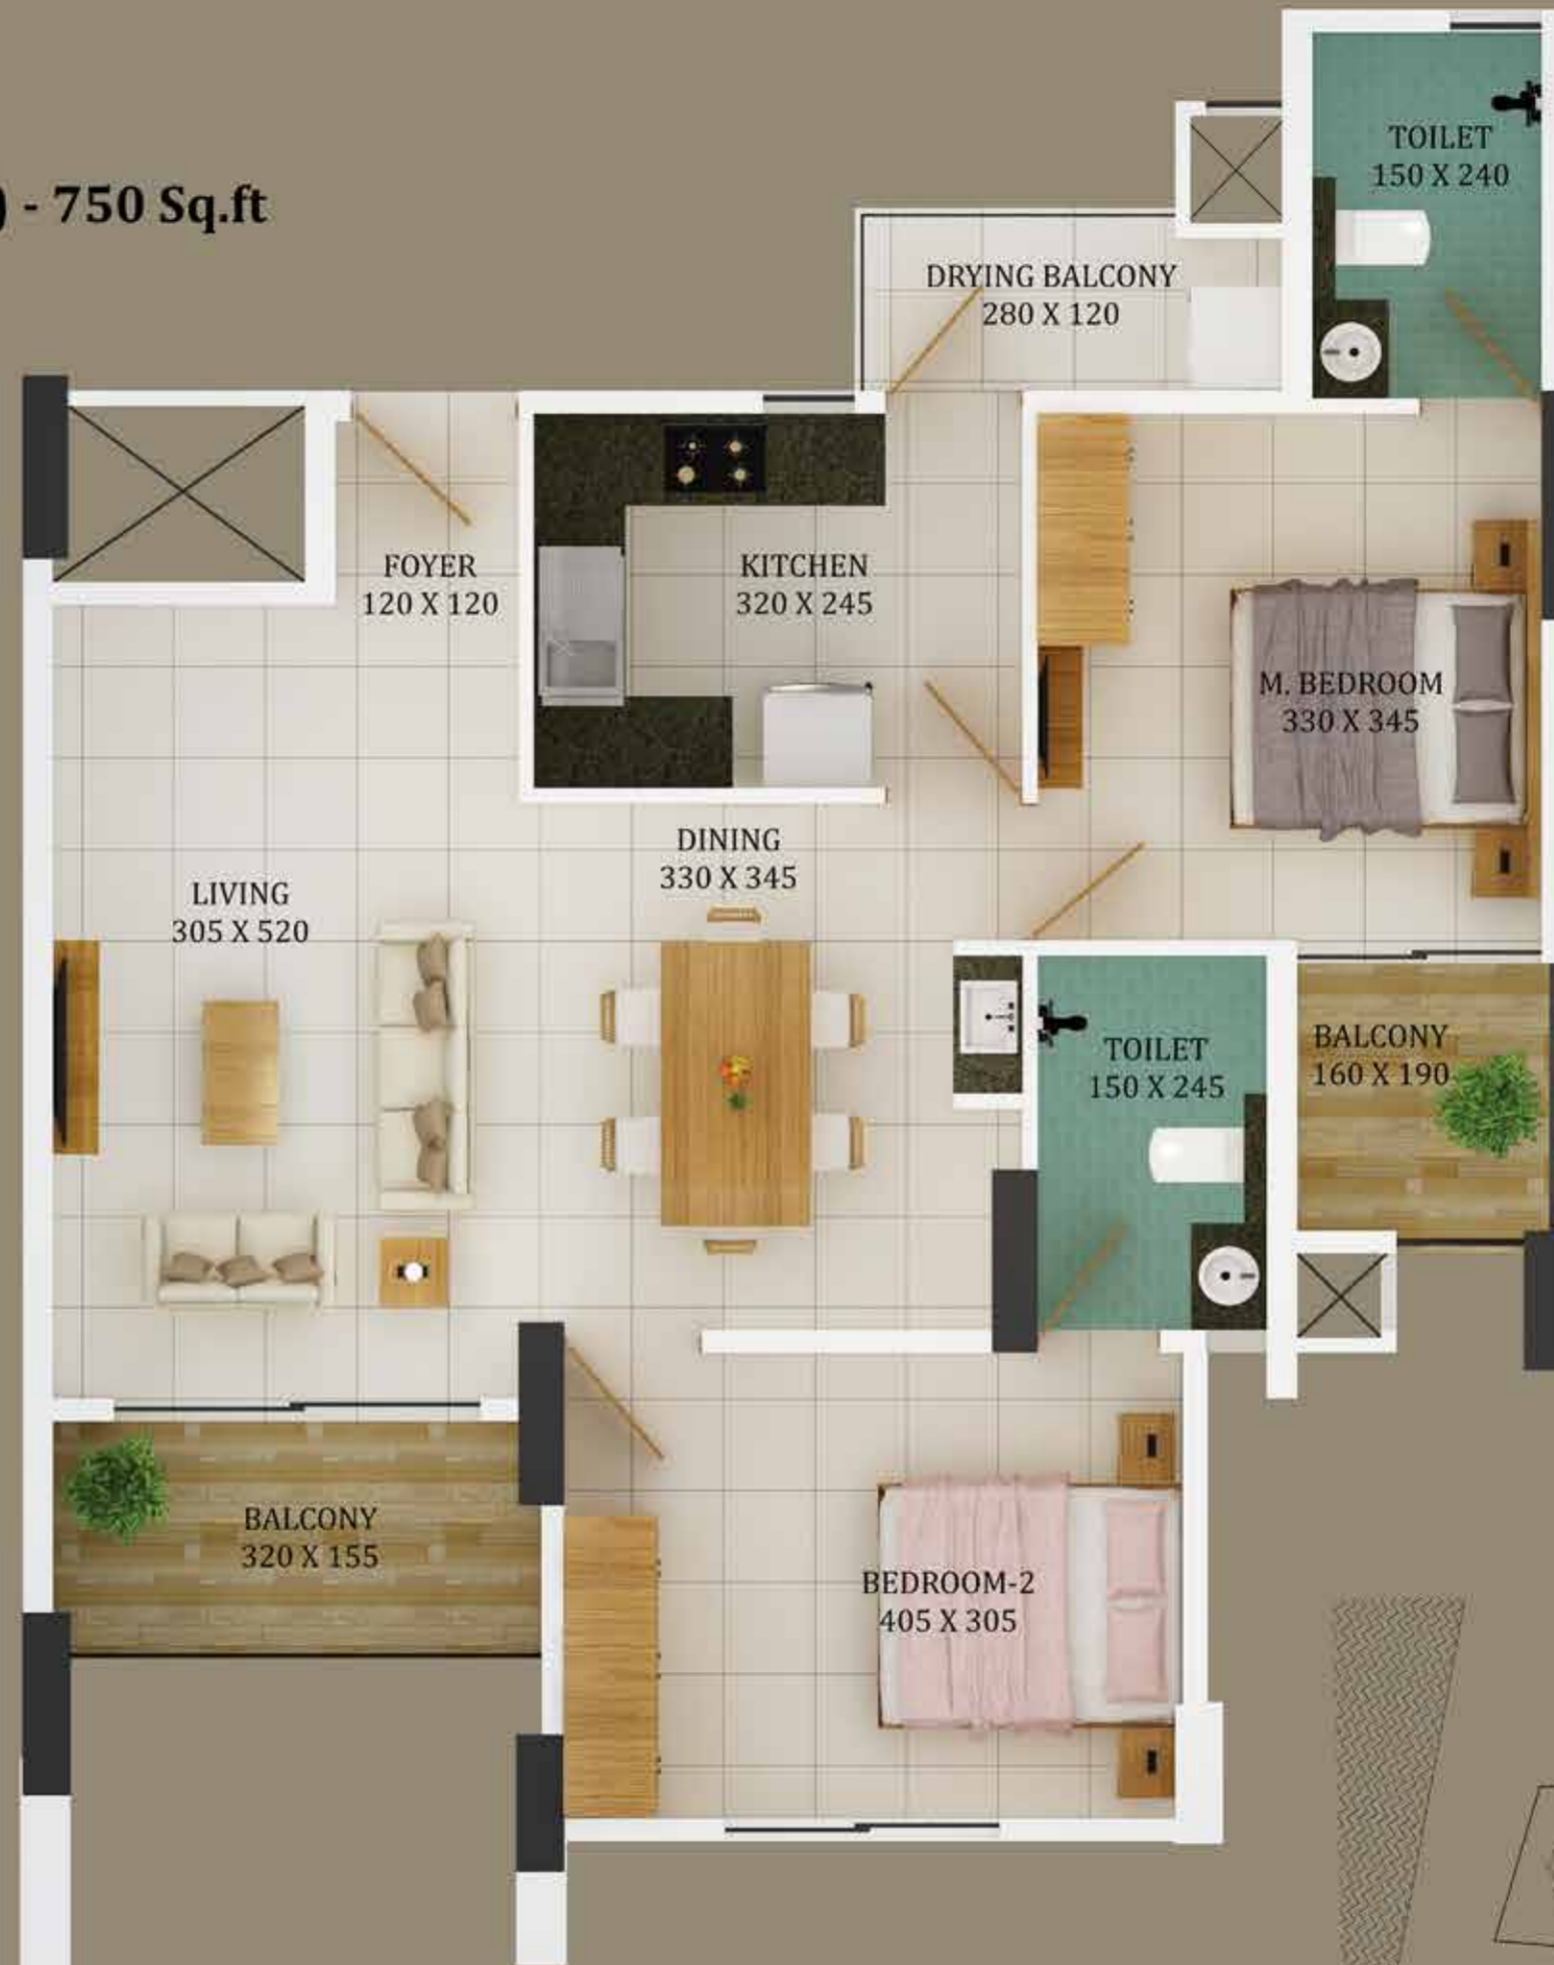 ) - 750 Sq.ft
TOILET
150 X 240
DRYING BALCONY
280 X 120
FOYER
120 X 120
KITCHEN
320 X 245
M. BEDROOM
330 X 345
DINING
330 X 345
LIVING
305 X 520
TOILET
150 X 245
BALCONY
160 X 190
BALCONY
320 X 155
BEDROOM-2
405 X 305